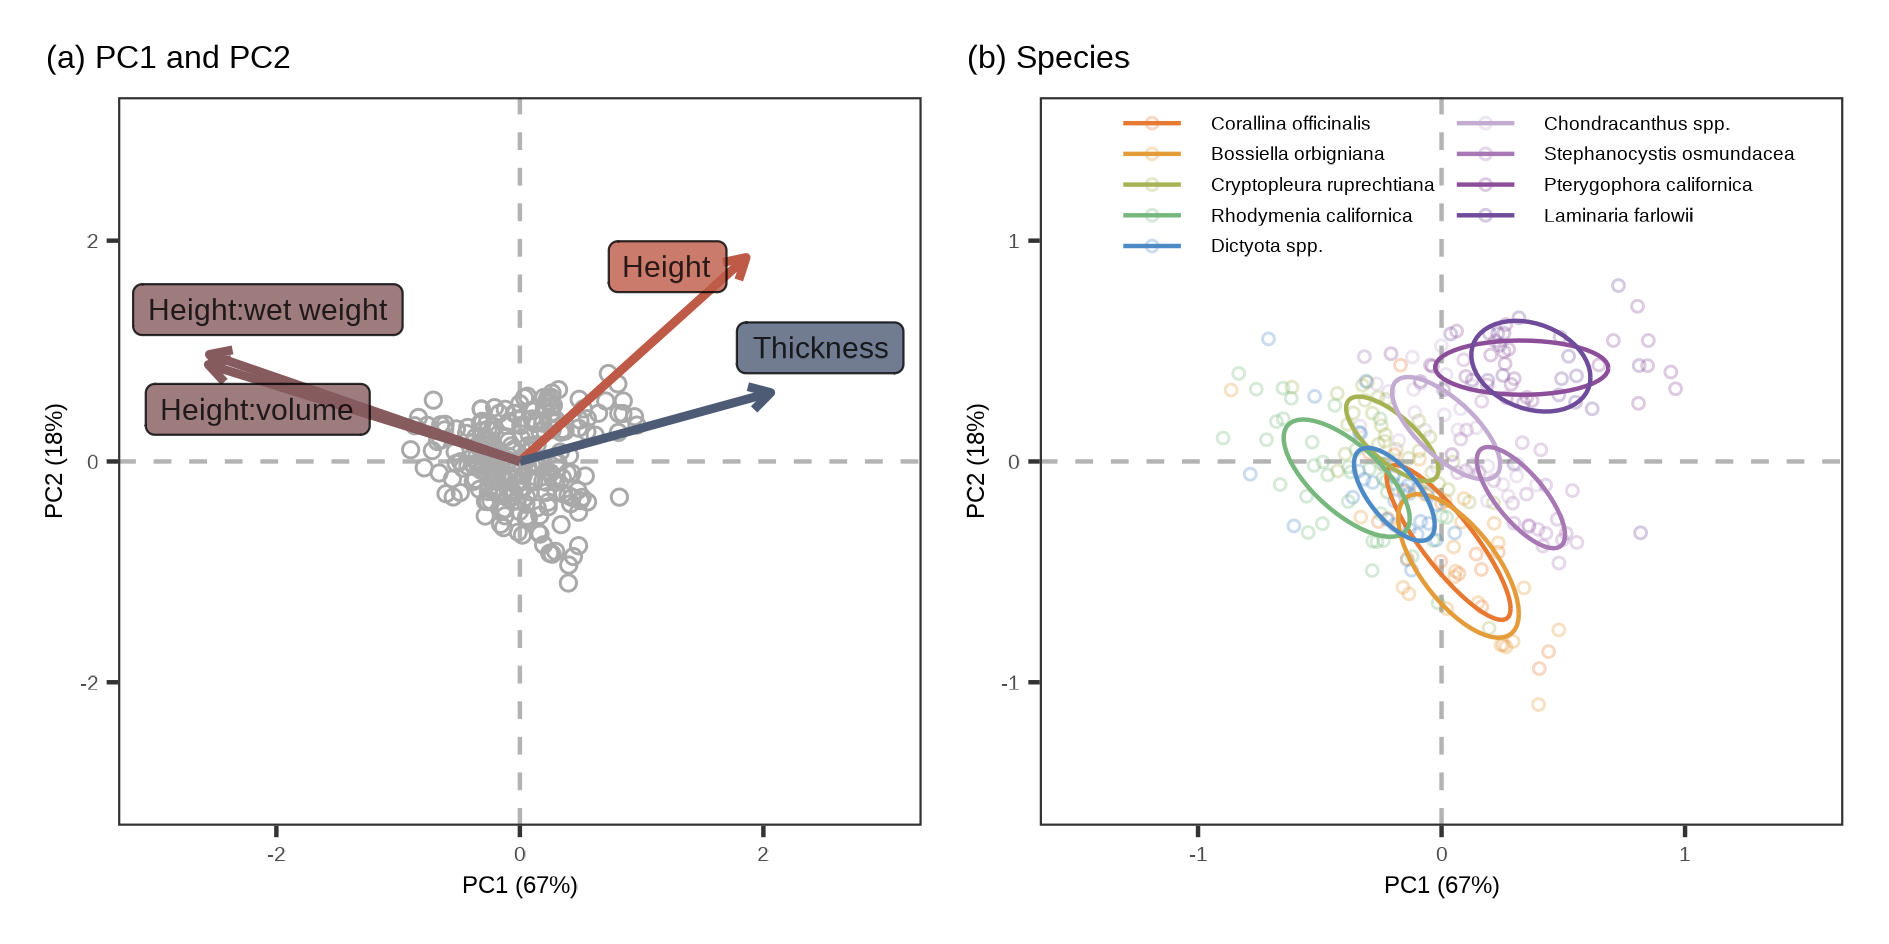 (a) PC1 and PC2
Height
Height:wet weight
Thickness
Height:volume
2
0
-2
-2
0
2
PC1 (67%)
PC2 (18%)
(b) Species
Corallina officinalis
Bossiella orbigniana
Cryptopleura ruprechtiana
Rhodymenia californica
Dictyota spp.
Chondracanthus spp.
Stephanocystis osmundacea
Pterygophora californica
Laminaria farlowii
1
0
-1
-1
0
1
PC1 (67%)
PC2 (18%)